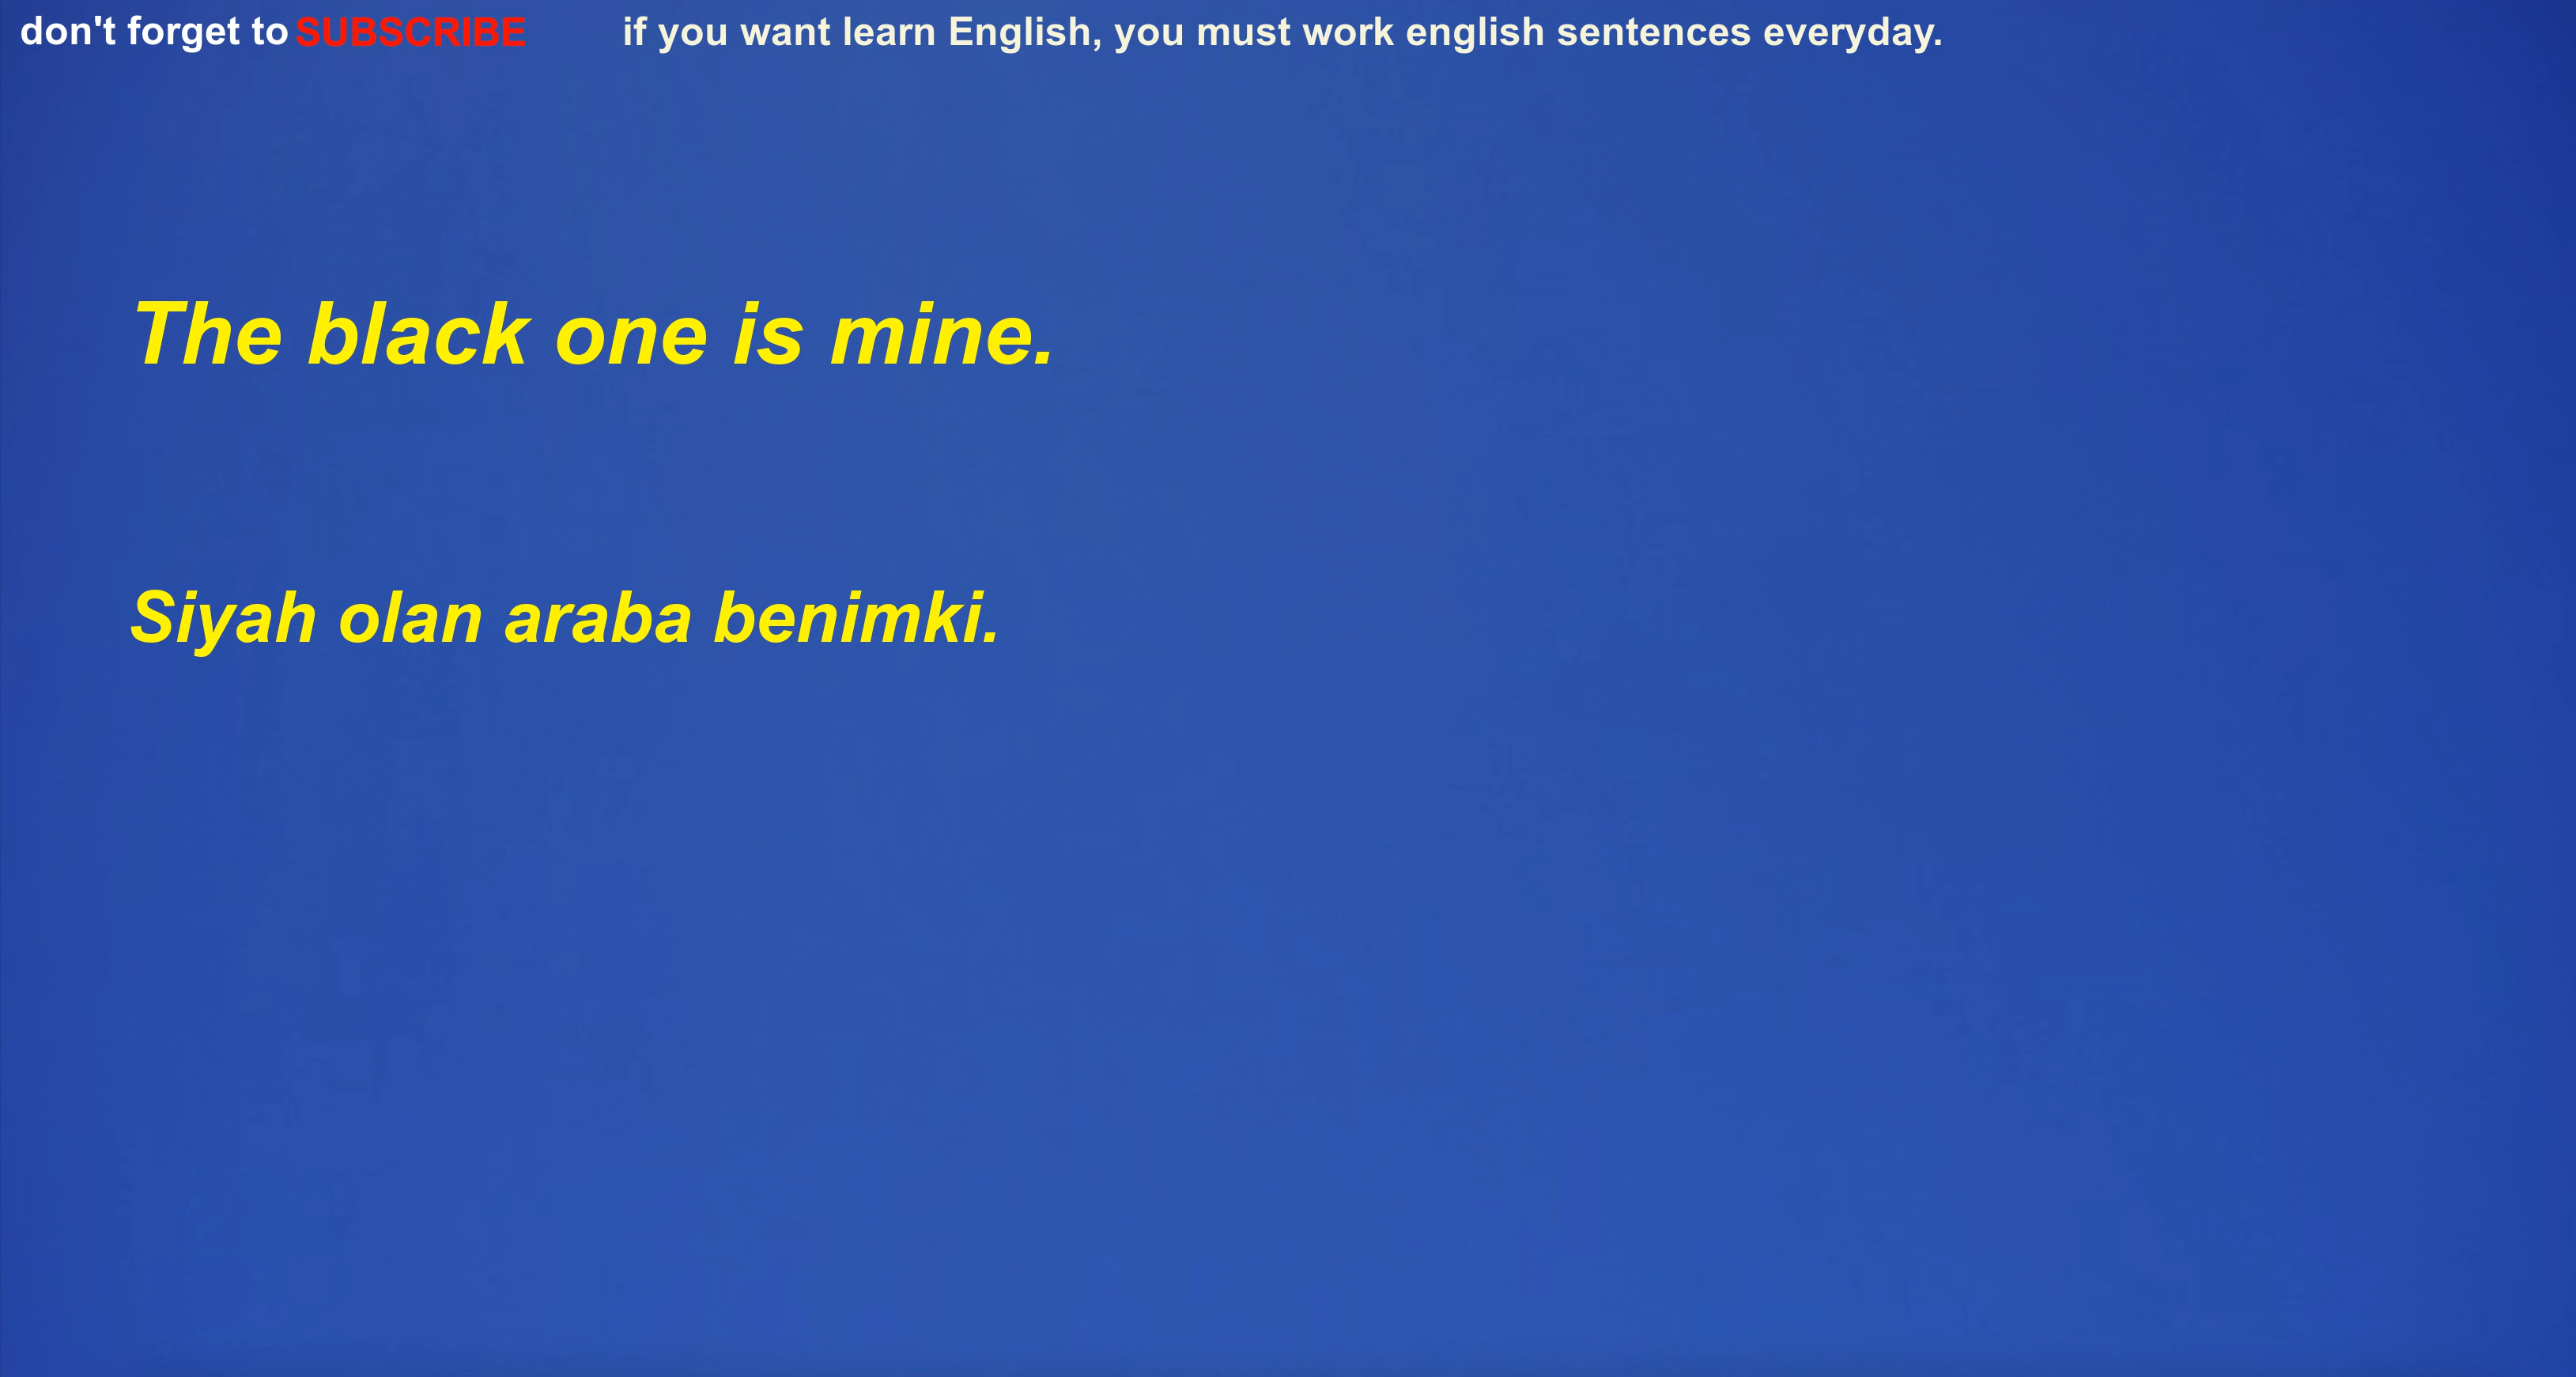 don't forget to SUBSCRIBE if you want learn English, you must work english sentences everyday.
The black one is mine.
Siyah olan araba benimki.